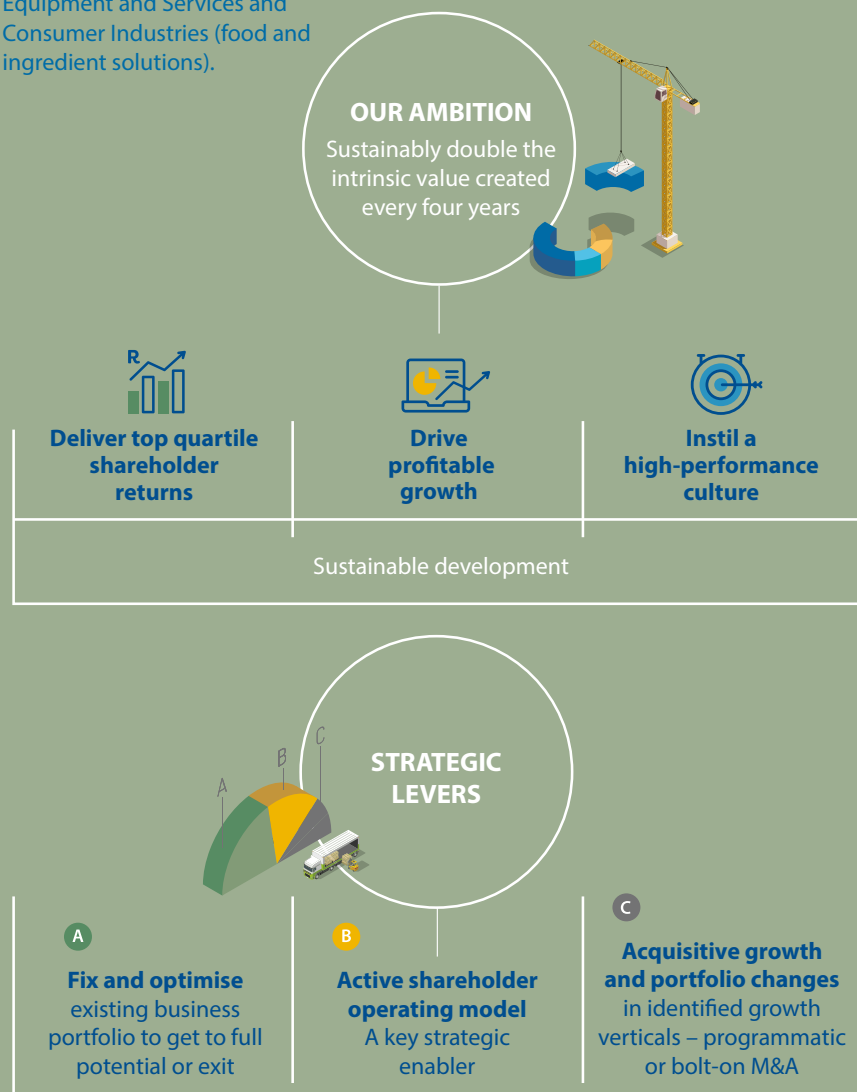 Equipment and Services and
Consumer Industries (food and
ingredient solutions).
OUR AMBITION
Sustainably double the
intrinsic value created
every four years
R
Deliver top quartile
shareholder
returns
Drive
profitable
growth
Instil a
high-performance
culture
Sustainable development
STRATEGIC
LEVERS
A
B
C
A
Fix and optimise
existing business
portfolio to get to full
potential or exit
B
Active shareholder
operating model
A key strategic
enabler
C
Acquisitive growth
and portfolio changes
in identified growth
verticals – programmatic
or bolt-on M&A